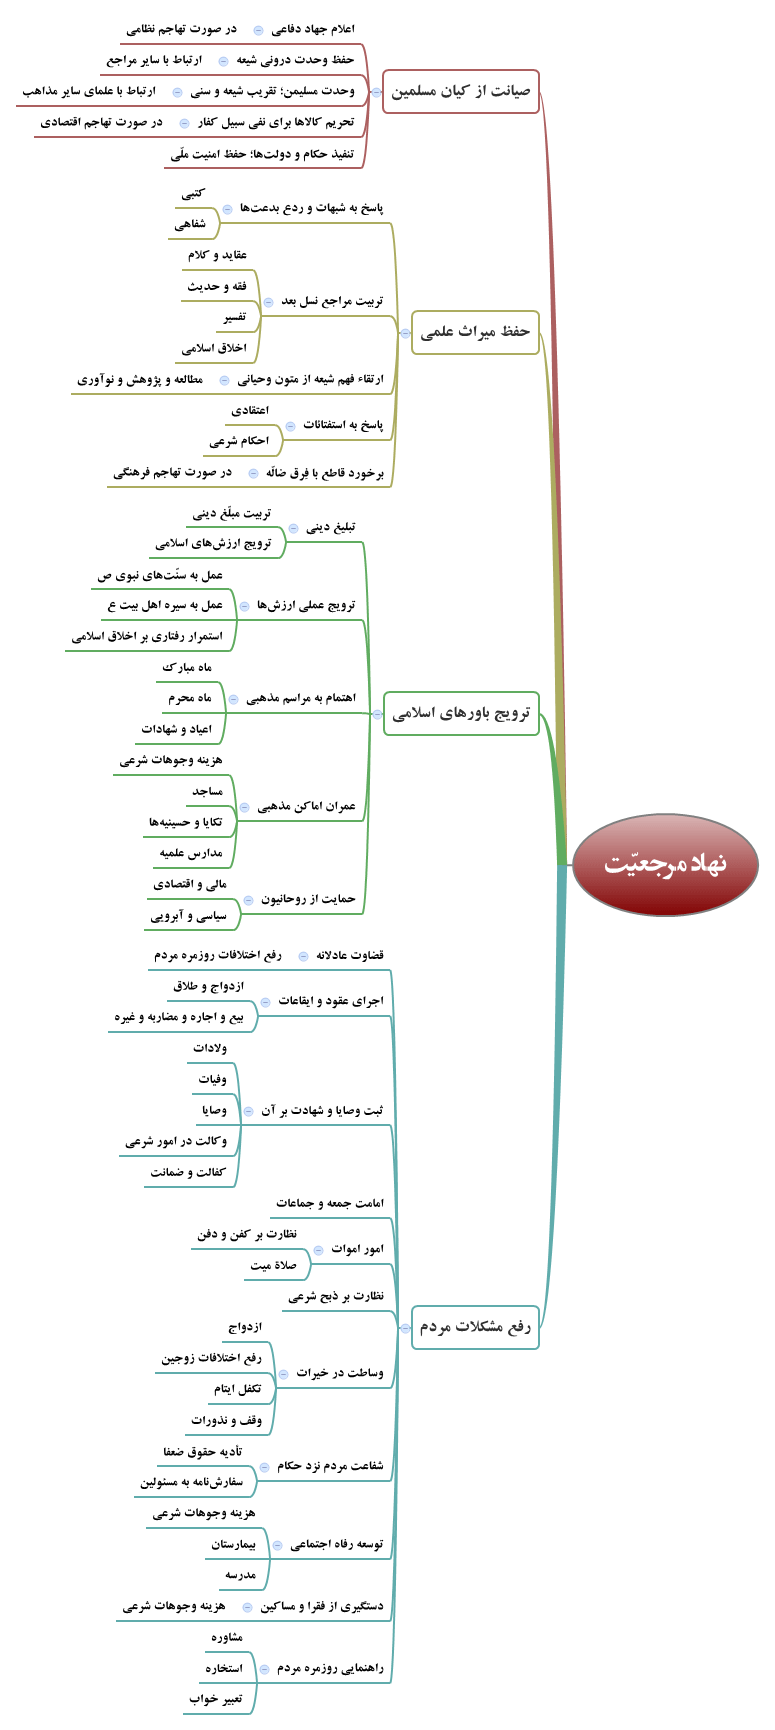 نهاد مرجعیّت
صیانت از کیان مسلمین
اعلام جهاد دفاعی
در صورت تهاجم نظامی
حفظ وحدت درونی شیعه
ارتباط با سایر مراجع
وحدت مسلیمن؛ تقریب شیعه و سنی
ارتباط با علمای سایر مذاهب
تحریم کالاها برای نفی سبیل کفار
در صورت تهاجم اقتصادی
تنفیذ حکام و دولت‌ها؛ حفظ امنیت ملّی
حفظ میراث علمی
پاسخ به شبهات و ردع بدعت‌ها
کتبی
شفاهی
تربیت مراجع نسل بعد
عقاید و کلام
فقه و حدیث
تفسیر
اخلاق اسلامی
ارتقاء فهم شیعه از متون وحیانی
مطالعه و پژوهش و نوآوری
پاسخ به استفتائات
اعتقادی
احکام شرعی
برخورد قاطع با فِرق ضالّه
در صورت تهاجم فرهنگی
ترویج باورهای اسلامی
تبلیغ دینی
تربیت مبلّغ دینی
ترویج ارزش‌های اسلامی
ترویج عملی ارزش‌ها
عمل به سنّت‌های نبوی ص
عمل به سیره اهل بیت ع
استمرار رفتاری بر اخلاق اسلامی
اهتمام به مراسم مذهبی
ماه مبارک
ماه محرم
اعیاد و شهادات
عمران اماکن مذهبی
هزینه وجوهات شرعی
مساجد
تکایا و حسینیه‌ها
مدارس علمیه
حمایت از روحانیون
مالی و اقتصادی
سیاسی و آبرویی
رفع مشکلات مردم
قضاوت عادلانه
رفع اختلافات روزمره مردم
اجرای عقود و ایقاعات
ازدواج و طلاق
بیع و اجاره و مضاربه و غیره
ثبت وصایا و شهادت بر آن
ولادات
وفیات
وصایا
وکالت در امور شرعی
کفالت و ضمانت
امامت جمعه و جماعات
امور اموات
نظارت بر کفن و دفن
صلاة میت
نظارت بر ذبح شرعی
وساطت در خیرات
ازدواج
رفع اختلافات زوجین
تکفل ایتام
وقف و نذورات
شفاعت مردم نزد حکام
تأدیه حقوق ضعفا
سفارش‌نامه به مسئولین
توسعه رفاه اجتماعی
هزینه وجوهات شرعی
بیمارستان
مدرسه
دستگیری از فقرا و مساکین
هزینه وجوهات شرعی
راهنمایی روزمره مردم
مشاوره
استخاره
تعبیر خواب